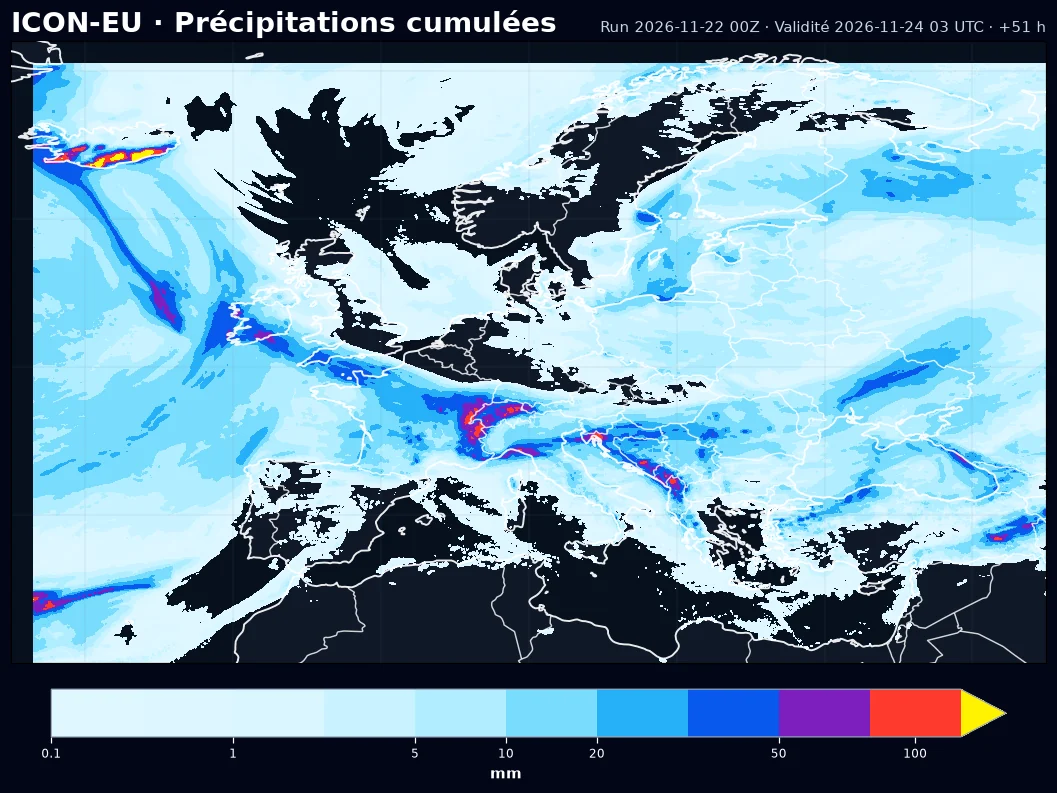 ICON-EU · Précipitations cumulées
Run 2026-11-22 00Z · Validité 2026-11-24 03 UTC · +51 h
0.1 1 5 10 20 50 100
mm